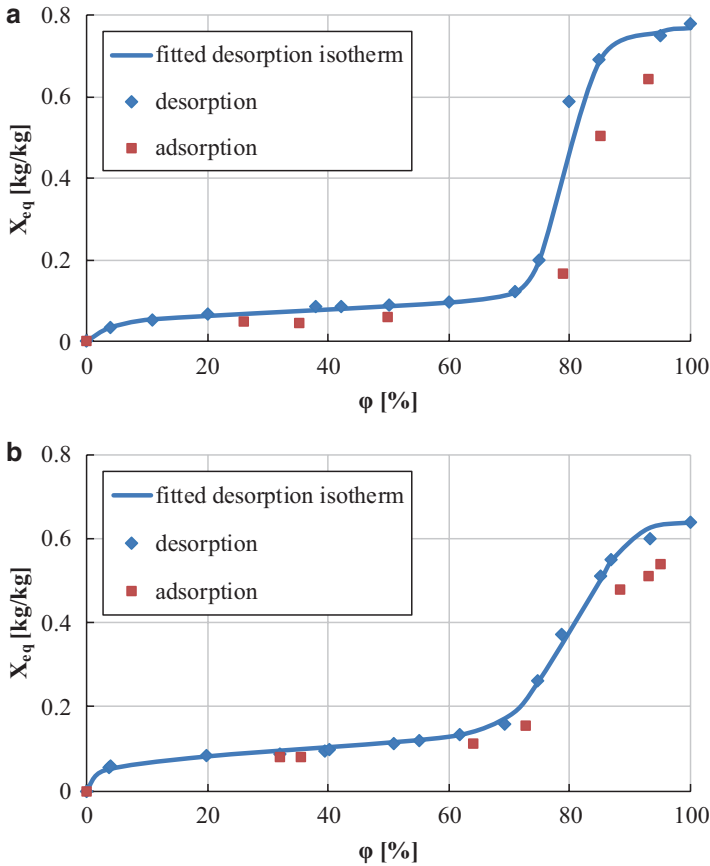 a
0.8
0.6
0.4
0.2
0
X_eq [kg/kg]
fitted desorption isotherm
desorption
adsorption
0 20 40 60 80 100
φ [%]
b
0.8
0.6
0.4
0.2
0
X_eq [kg/kg]
fitted desorption isotherm
desorption
adsorption
0 20 40 60 80 100
φ [%]